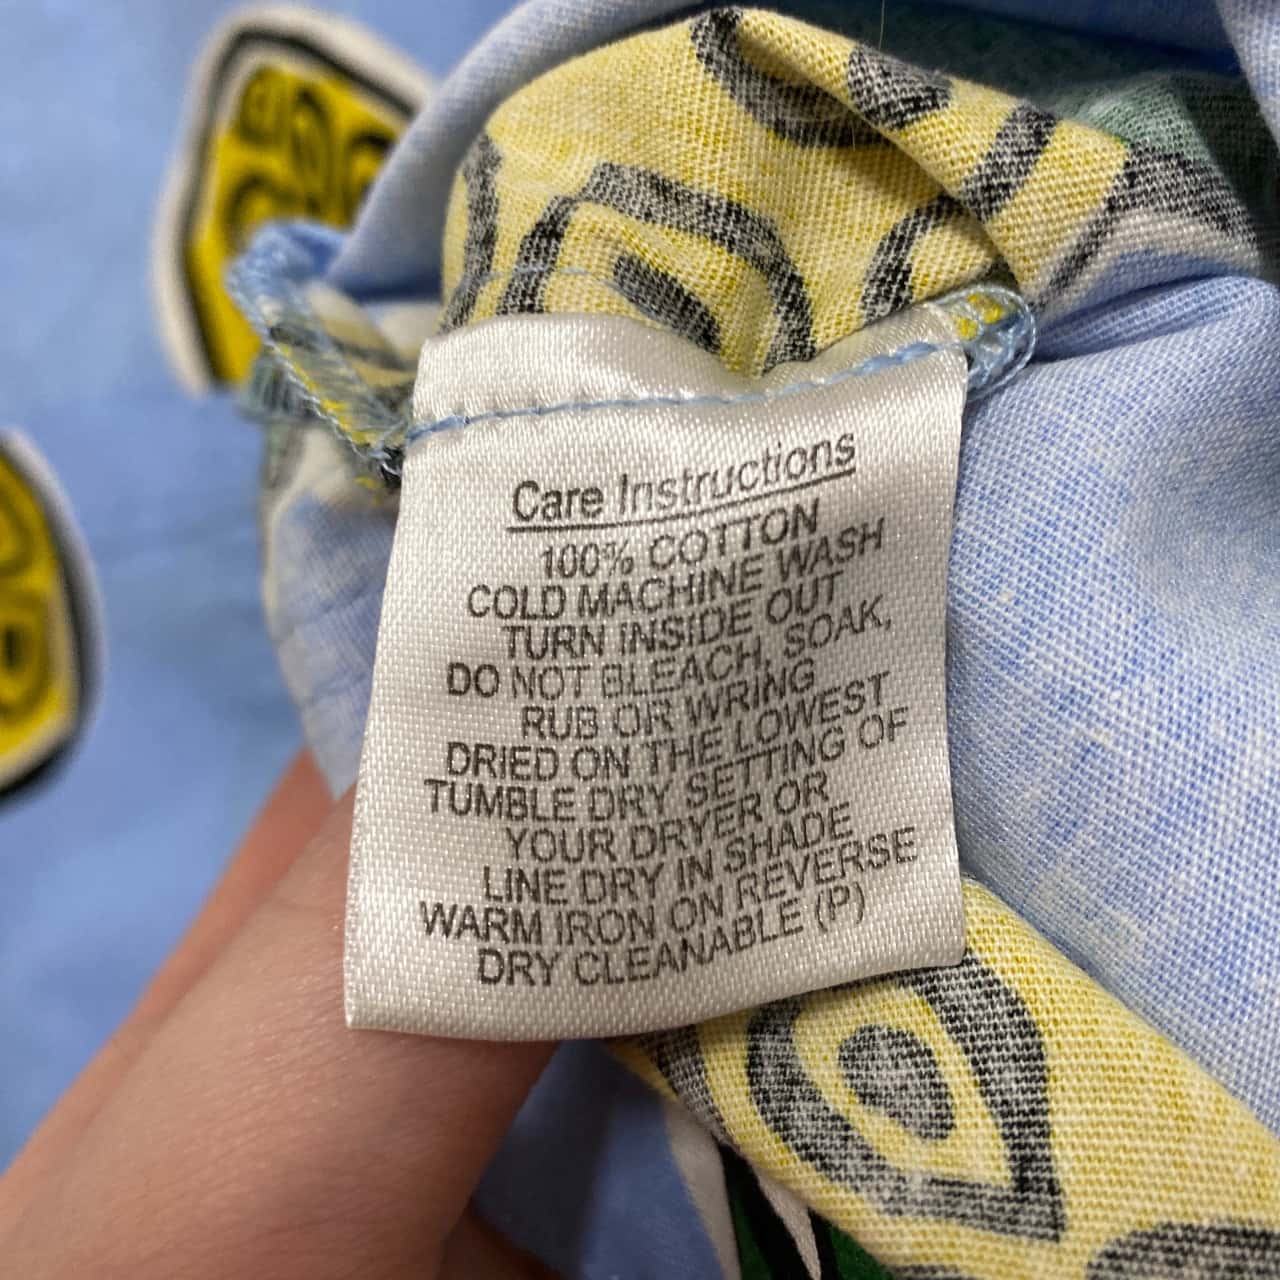 Care Instructions
100% COTTON
COLD MACHINE WASH
TURN INSIDE OUT
DO NOT BLEACH, SOAK,
RUB OR WRING
DRIED ON THE LOWEST
TUMBLE DRY SETTING OF
YOUR DRYER OR
LINE DRY IN SHADE
WARM IRON ON REVERSE
DRY CLEANABLE (P)